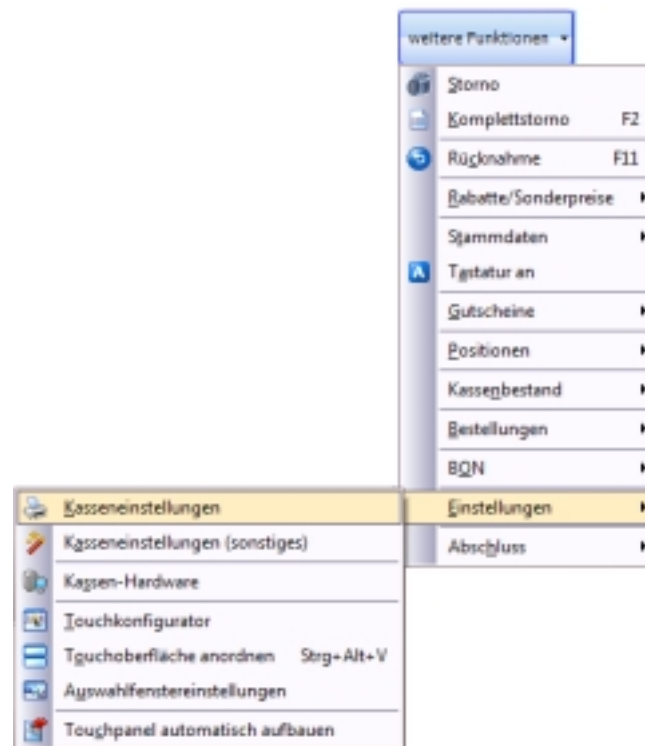 weitere Funktionen
Storno
Komplettstorno F2
Rücknahme F11
Rabatte/Sonderpreise
Stammdaten
Tastatur an
Gutscheine
Positionen
Kassenbestand
Bestellungen
BON
Einstellungen
Abschluss
Kasseneinstellungen
Kasseneinstellungen (sonstiges)
Kassen-Hardware
Touchkonfigurator
Touchoberfläche anordnen Strg+Alt+V
Auswahlfenstereinstellungen
Touchpanel automatisch aufbauen